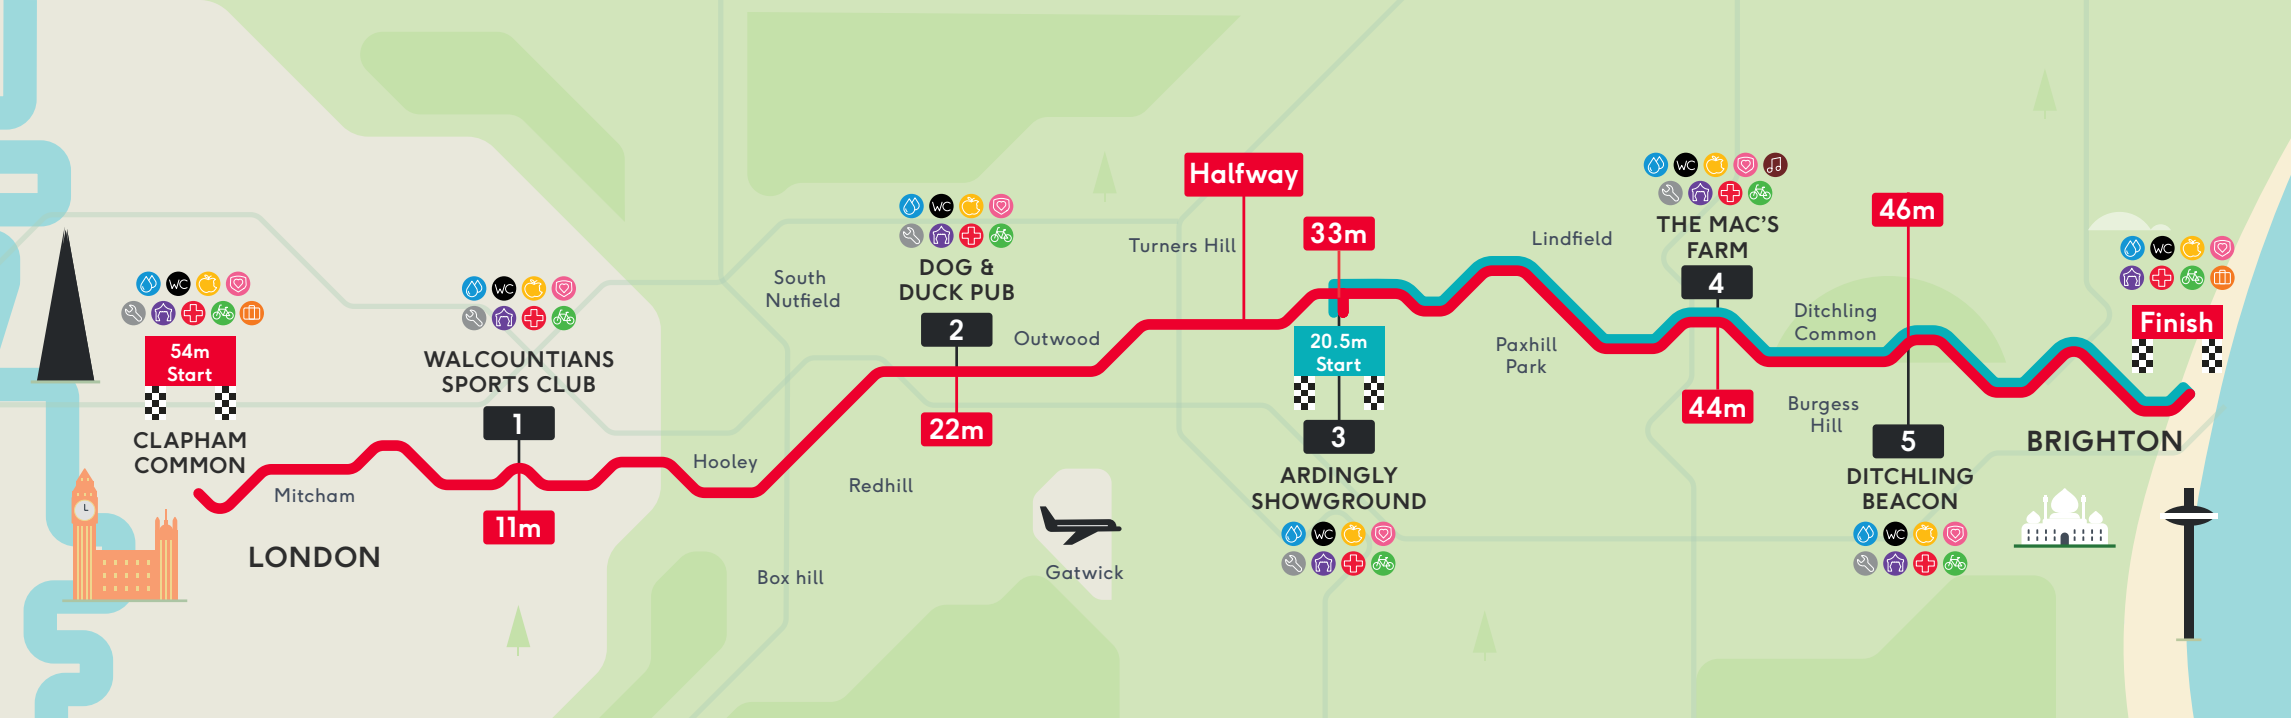 54m
Start
CLAPHAM
COMMON
Mitcham
LONDON
WC
WC
WALCOUNTIANS
SPORTS CLUB
1
11m
Hooley
South
Nutfield
Redhill
Box hill
WC
DOG &
DUCK PUB
2
22m
Outwood
Gatwick
Turners Hill
Halfway
33m
20.5m
Start
3
ARDINGLY
SHOWGROUND
WC
Lindfield
Paxhill
Park
WC
THE MAC'S
FARM
4
44m
Ditchling
Common
Burgess
Hill
46m
5
DITCHLING
BEACON
WC
WC
Finish
BRIGHTON